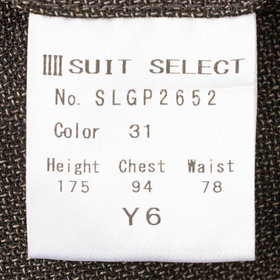 SUIT SELECT
No. SLGP2652
Color 31
Height Chest Waist
175 94 78
Y6